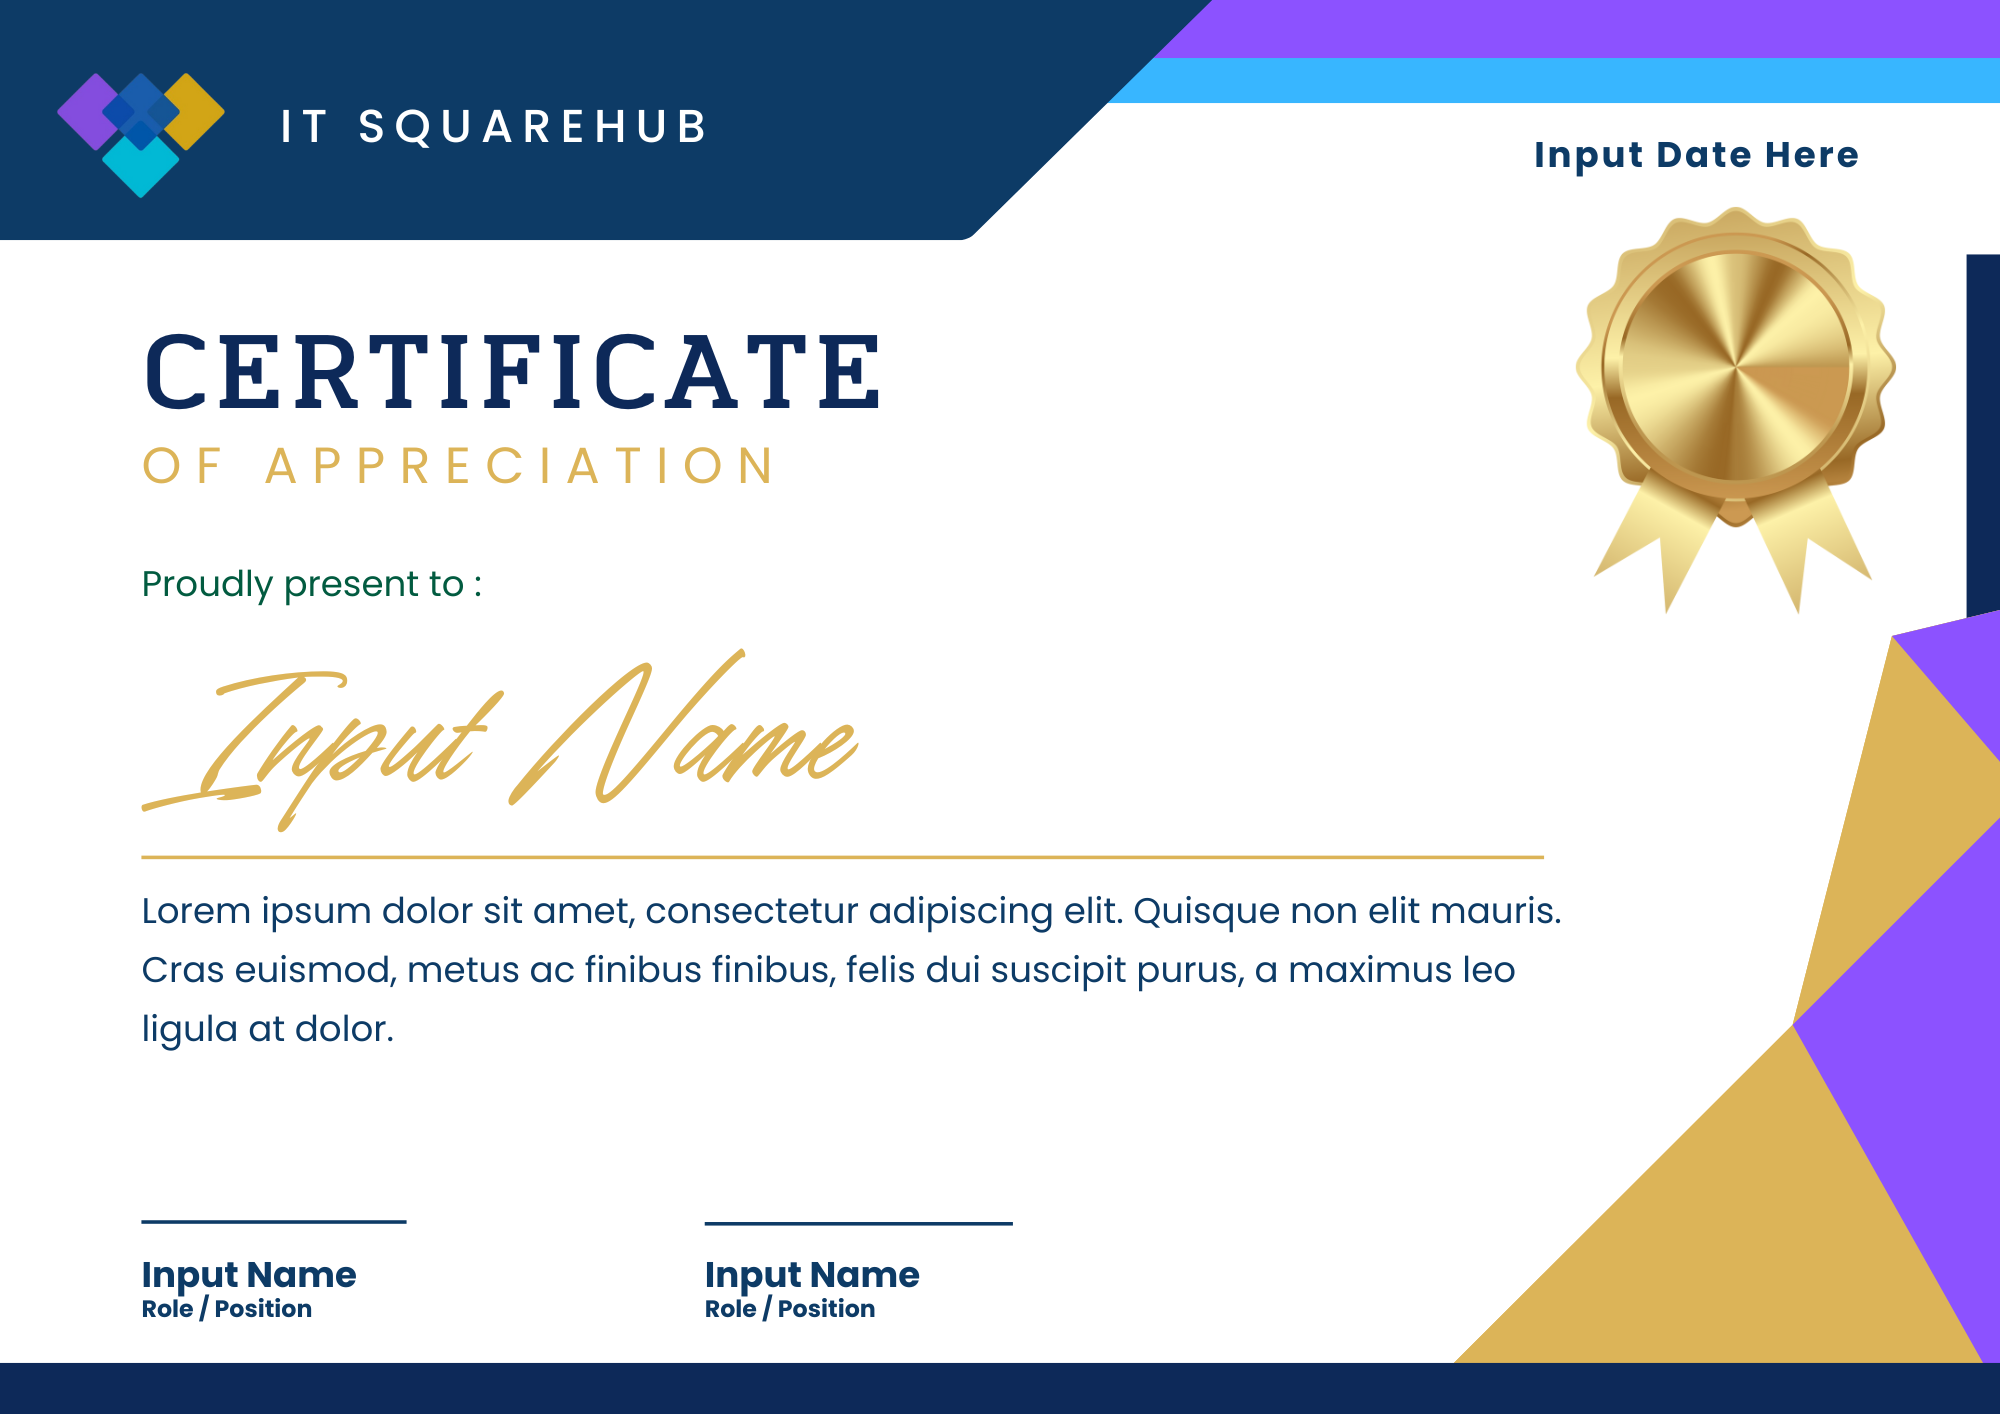 IT SQUAREHUB
Input Date Here
CERTIFICATE
OF APPRECIATION
Proudly present to :
Input Name
Lorem ipsum dolor sit amet, consectetur adipiscing elit. Quisque non elit mauris.
Cras euismod, metus ac finibus finibus, felis dui suscipit purus, a maximus leo
ligula at dolor.
Input Name
Role / Position
Input Name
Role / Position